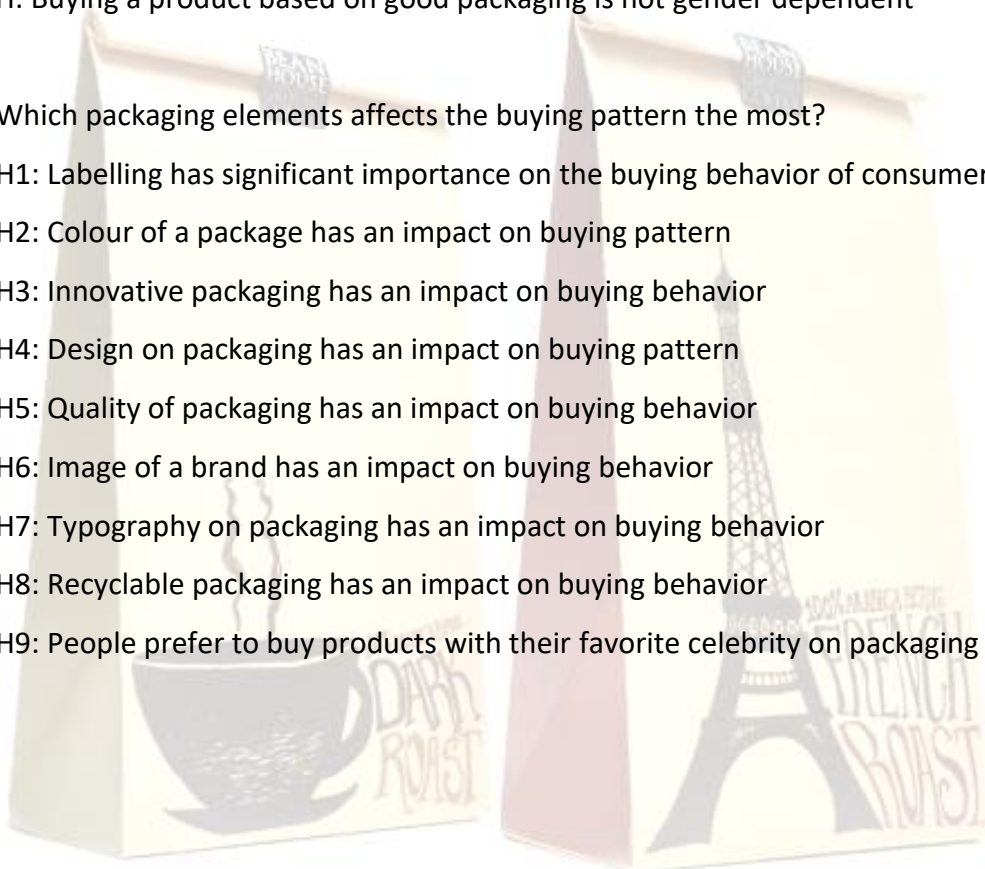 H: Buying a product based on good packaging is not gender dependent
Which packaging elements affects the buying pattern the most?
H1: Labelling has significant importance on the buying behavior of consumer
H2: Colour of a package has an impact on buying pattern
H3: Innovative packaging has an impact on buying behavior
H4: Design on packaging has an impact on buying pattern
H5: Quality of packaging has an impact on buying behavior
H6: Image of a brand has an impact on buying behavior
H7: Typography on packaging has an impact on buying behavior
H8: Recyclable packaging has an impact on buying behavior
H9: People prefer to buy products with their favorite celebrity on packaging
BEAN
HOUSE
BEAN
HOUSE
DARK
ROAST
100% ARABICA
FRENCH
ROAST